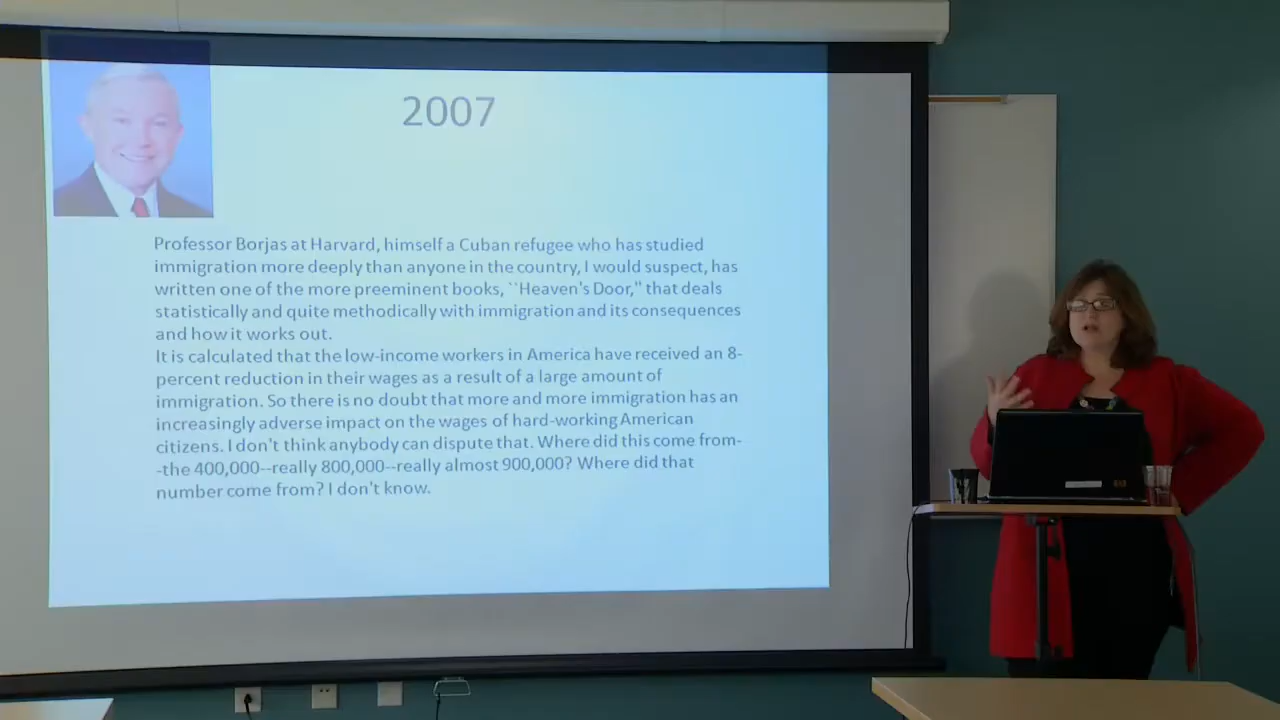 2007
Professor Borjas at Harvard, himself a Cuban refugee who has studied
immigration more deeply than anyone in the country, I would suspect, has
written one of the more preeminent books, ``Heaven's Door,'' that deals
statistically and quite methodically with immigration and its consequences
and how it works out.
It is calculated that the low-income workers in America have received an 8-
percent reduction in their wages as a result of a large amount of
immigration. So there is no doubt that more and more immigration has an
increasingly adverse impact on the wages of hard-working American
citizens. I don't think anybody can dispute that. Where did this come from-
-the 400,000--really 800,000--really almost 900,000? Where did that
number come from? I don't know.